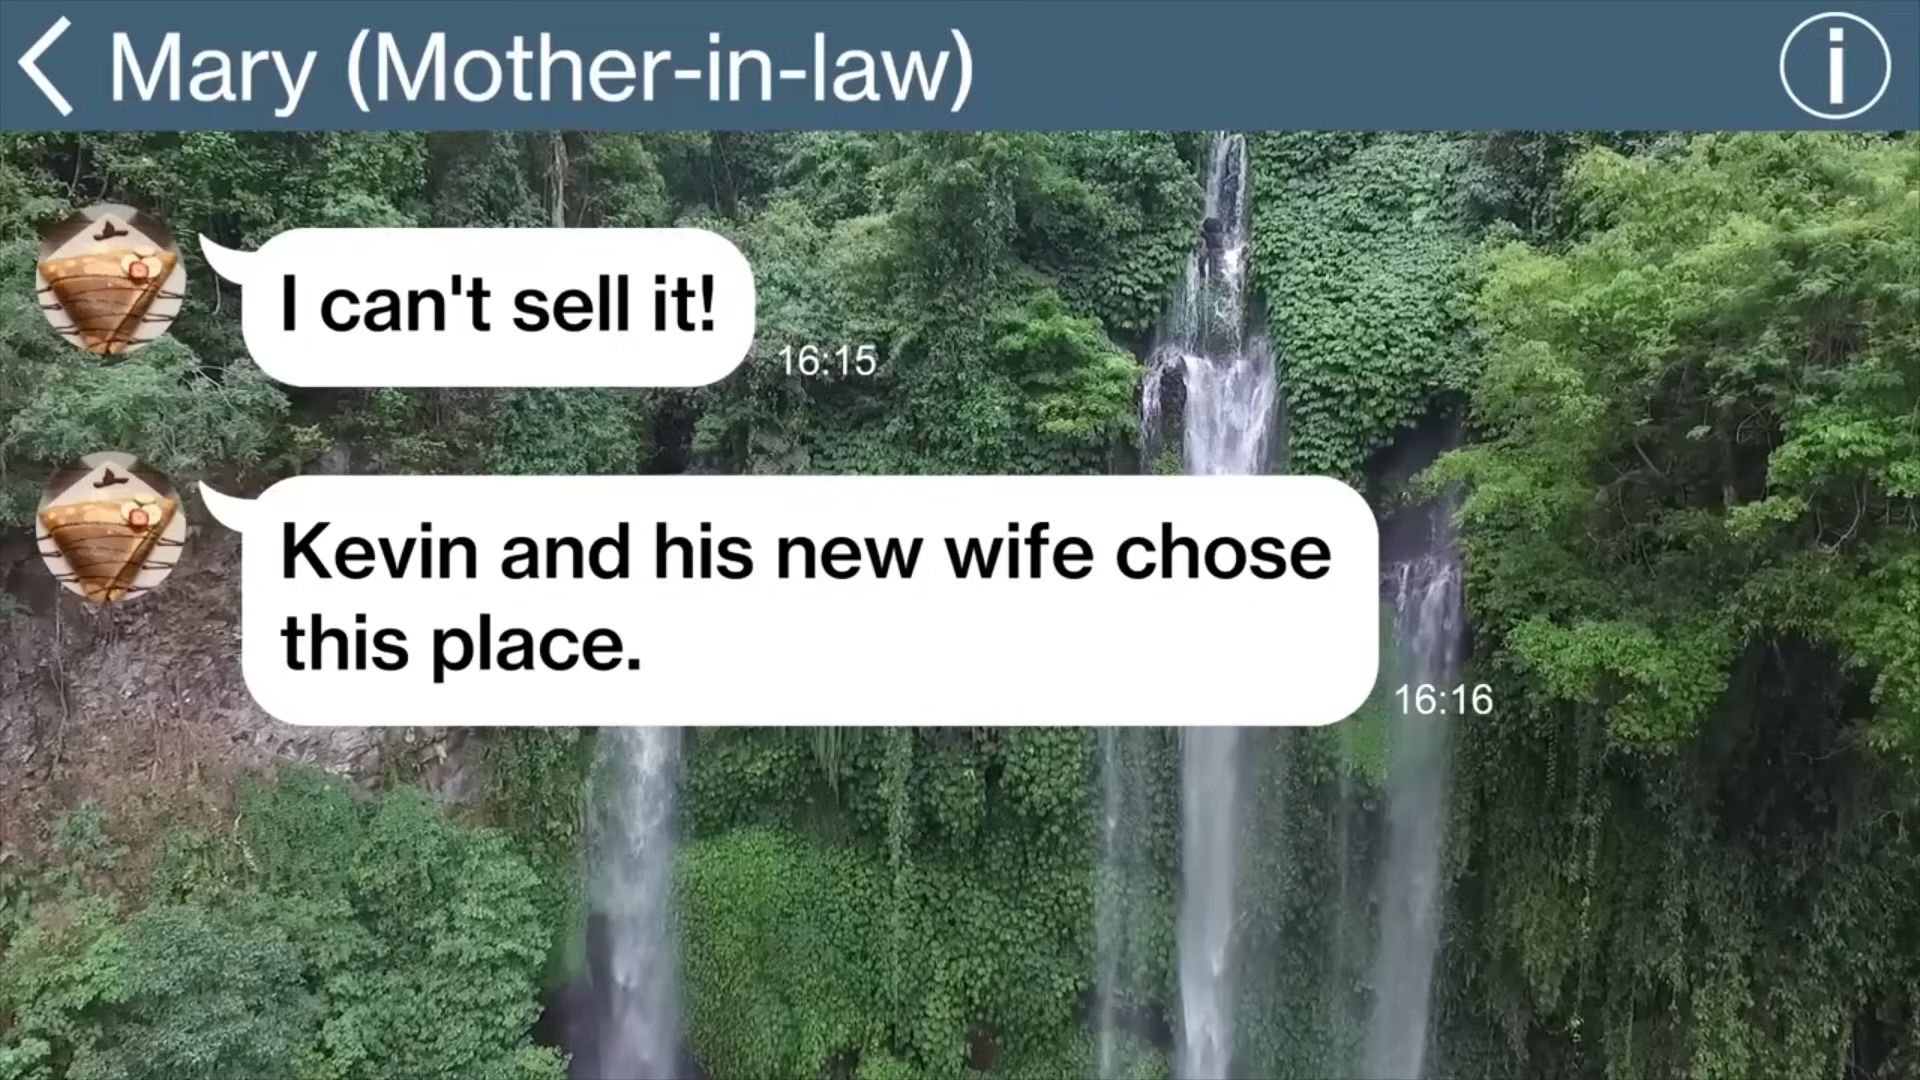 Mary (Mother-in-law)
I can't sell it!
16:15
Kevin and his new wife chose
this place.
16:16